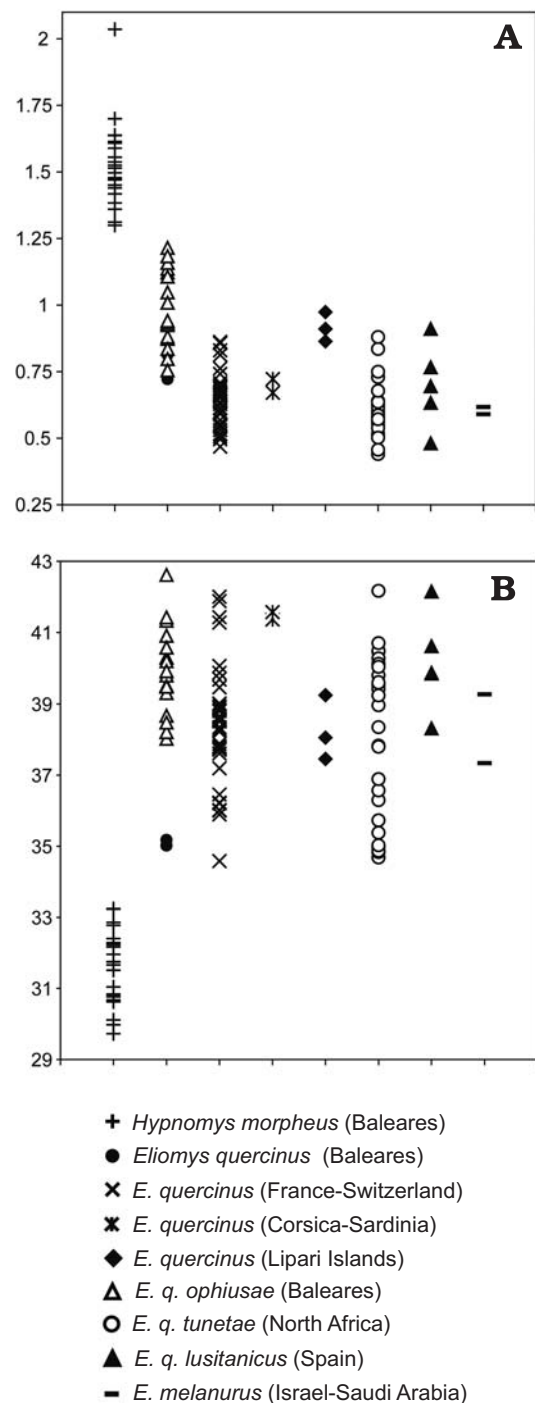 A
2
1.75
1.5
1.25
1
0.75
0.5
0.25
B
43
41
39
37
35
33
31
29
Hypnomys morpheus (Baleares)
Eliomys quercinus (Baleares)
E. quercinus (France-Switzerland)
E. quercinus (Corsica-Sardinia)
E. quercinus (Lipari Islands)
E. q. ophiusae (Baleares)
E. q. tunetae (North Africa)
E. q. lusitanicus (Spain)
E. melanurus (Israel-Saudi Arabia)